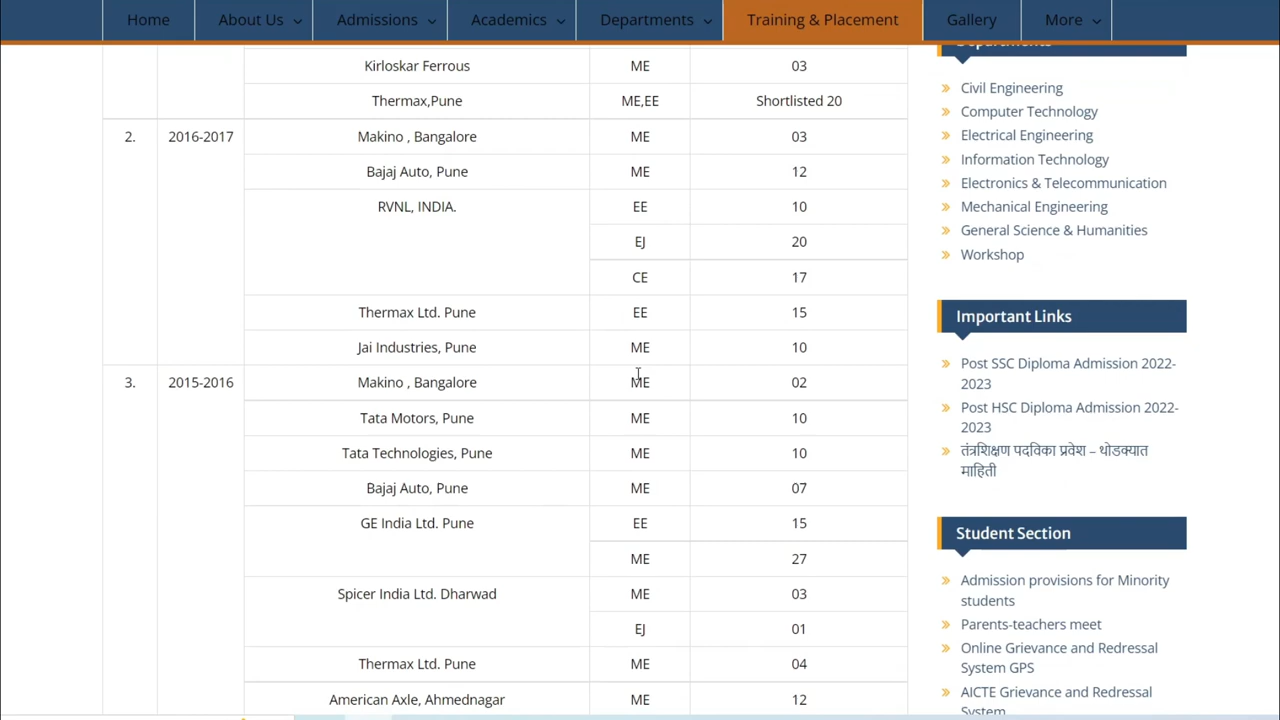 Home About Us Admissions Academics Departments Training & Placement Gallery More
Kirloskar Ferrous ME 03
Thermax,Pune ME,EE Shortlisted 20
2. 2016-2017 Makino , Bangalore ME 03
Bajaj Auto, Pune ME 12
RVNL, INDIA. EE 10
EJ 20
CE 17
Thermax Ltd. Pune EE 15
Jai Industries, Pune ME 10
3. 2015-2016 Makino , Bangalore ME 02
Tata Motors, Pune ME 10
Tata Technologies, Pune ME 10
Bajaj Auto, Pune ME 07
GE India Ltd. Pune EE 15
ME 27
Spicer India Ltd. Dharwad ME 03
EJ 01
Thermax Ltd. Pune ME 04
American Axle, Ahmednagar ME 12
Departments
Civil Engineering
Computer Technology
Electrical Engineering
Information Technology
Electronics & Telecommunication
Mechanical Engineering
General Science & Humanities
Workshop
Important Links
Post SSC Diploma Admission 2022-
2023
Post HSC Diploma Admission 2022-
2023
तंत्रशिक्षण पदविका प्रवेश – थोडक्यात
माहिती
Student Section
Admission provisions for Minority
students
Parents-teachers meet
Online Grievance and Redressal
System GPS
AICTE Grievance and Redressal
System